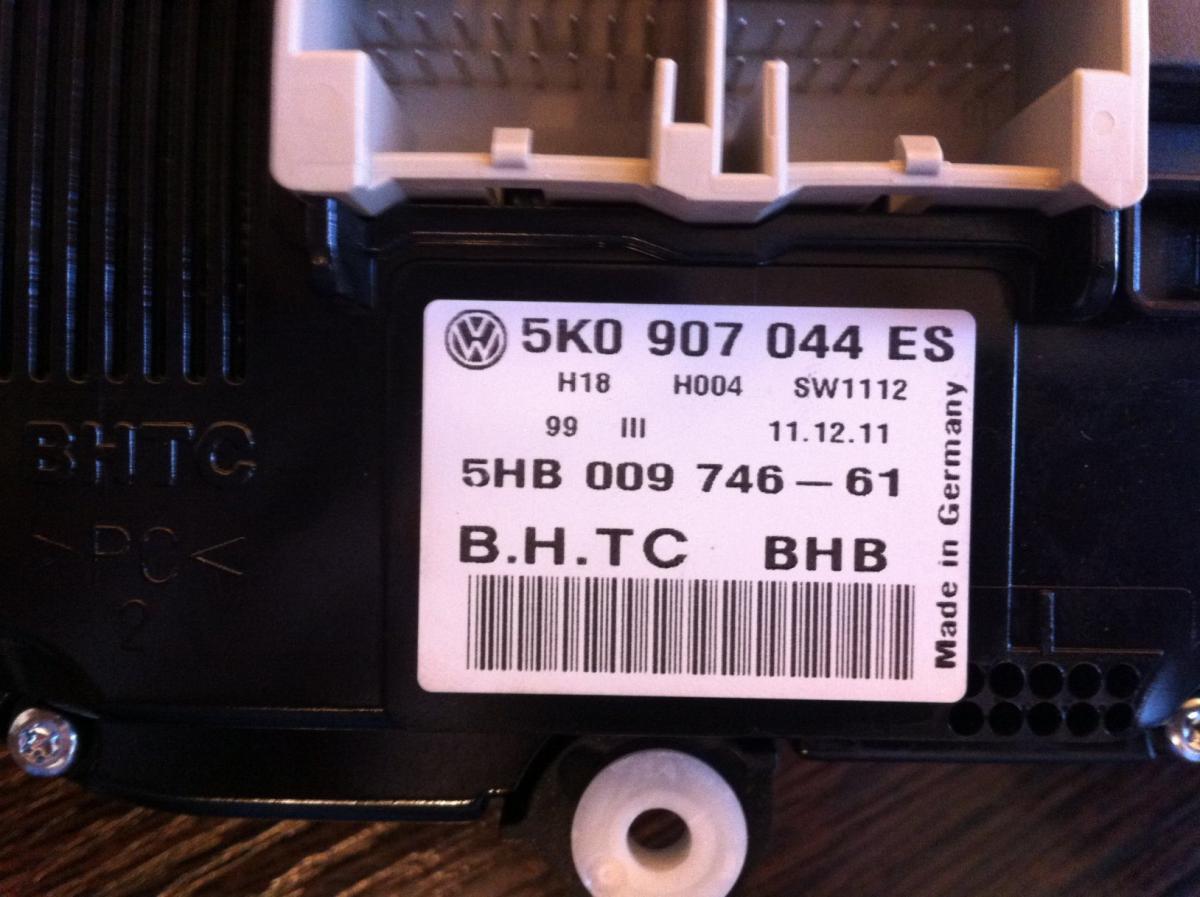 5K0 907 044 ES
H18 H004 SW1112
99 III 11.12.11
5HB 009 746-61
B.H.TC BHB
Made in Germany
BHTC
>PC<
2